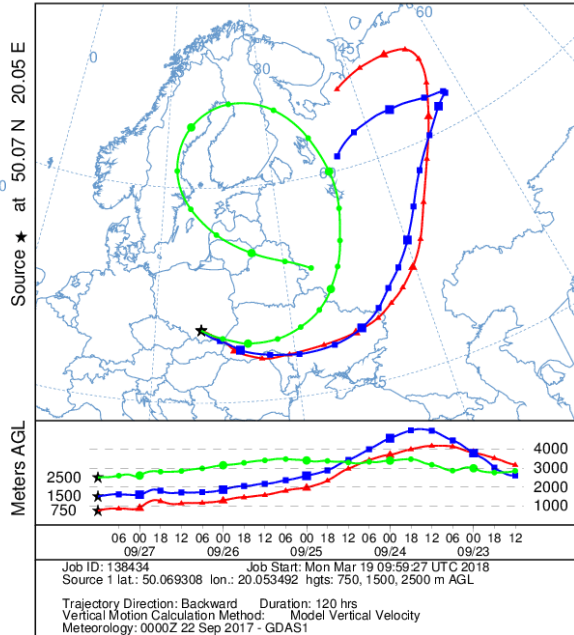 Source ★ at 50.07 N 20.05 E
0
30
45
60
60
Meters AGL
4000
3000
2000
1000
2500
1500
750
06 00 18 12 06 00 18 12 06 00 18 12 06 00 18 12 06 00 18 12
09/27 09/26 09/25 09/24 09/23
Job ID: 138434 Job Start: Mon Mar 19 09:59:27 UTC 2018
Source 1 lat.: 50.069308 lon.: 20.053492 hgts: 750, 1500, 2500 m AGL
Trajectory Direction: Backward Duration: 120 hrs
Vertical Motion Calculation Method: Model Vertical Velocity
Meteorology: 0000Z 22 Sep 2017 - GDAS1